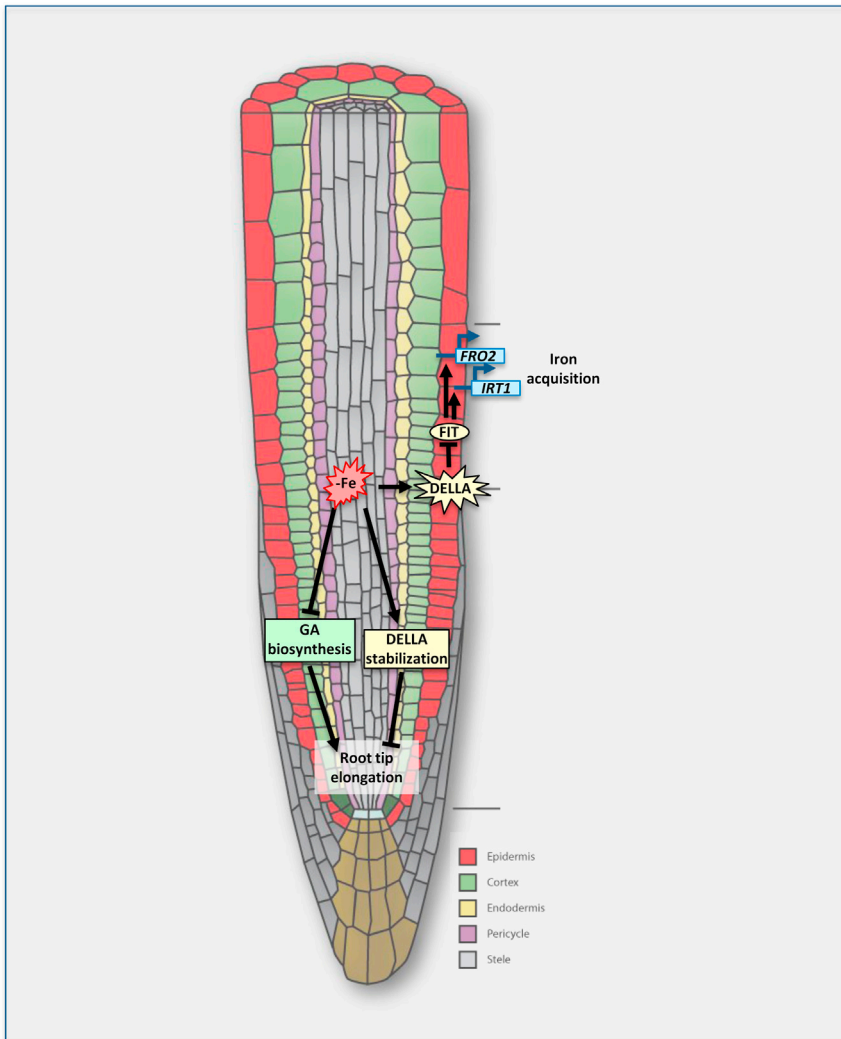 FRO2
IRT1
Iron
acquisition
FIT
-Fe
DELLA
GA
biosynthesis
DELLA
stabilization
Root tip
elongation
Epidermis
Cortex
Endodermis
Pericycle
Stele